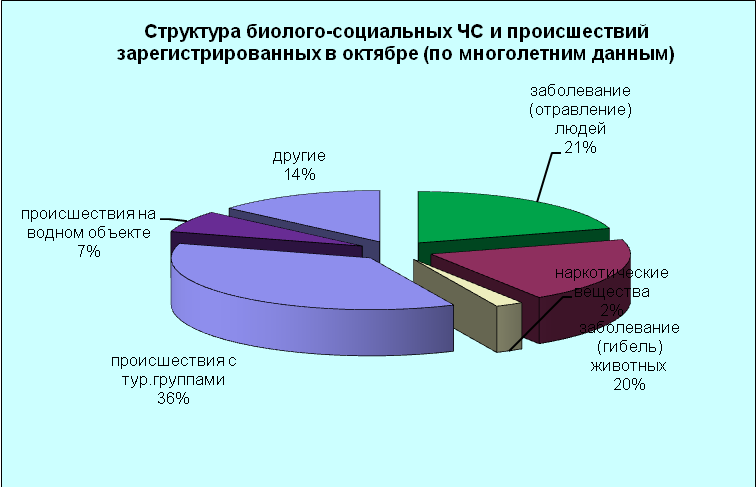 Структура биолого-социальных ЧС и происшествий
зарегистрированных в октябре (по многолетним данным)
заболевание
(отравление)
людей
21%
другие
14%
происшествия на
водном объекте
7%
наркотические
вещества
2%
заболевание
(гибель)
животных
20%
происшествия с
тур.группами
36%